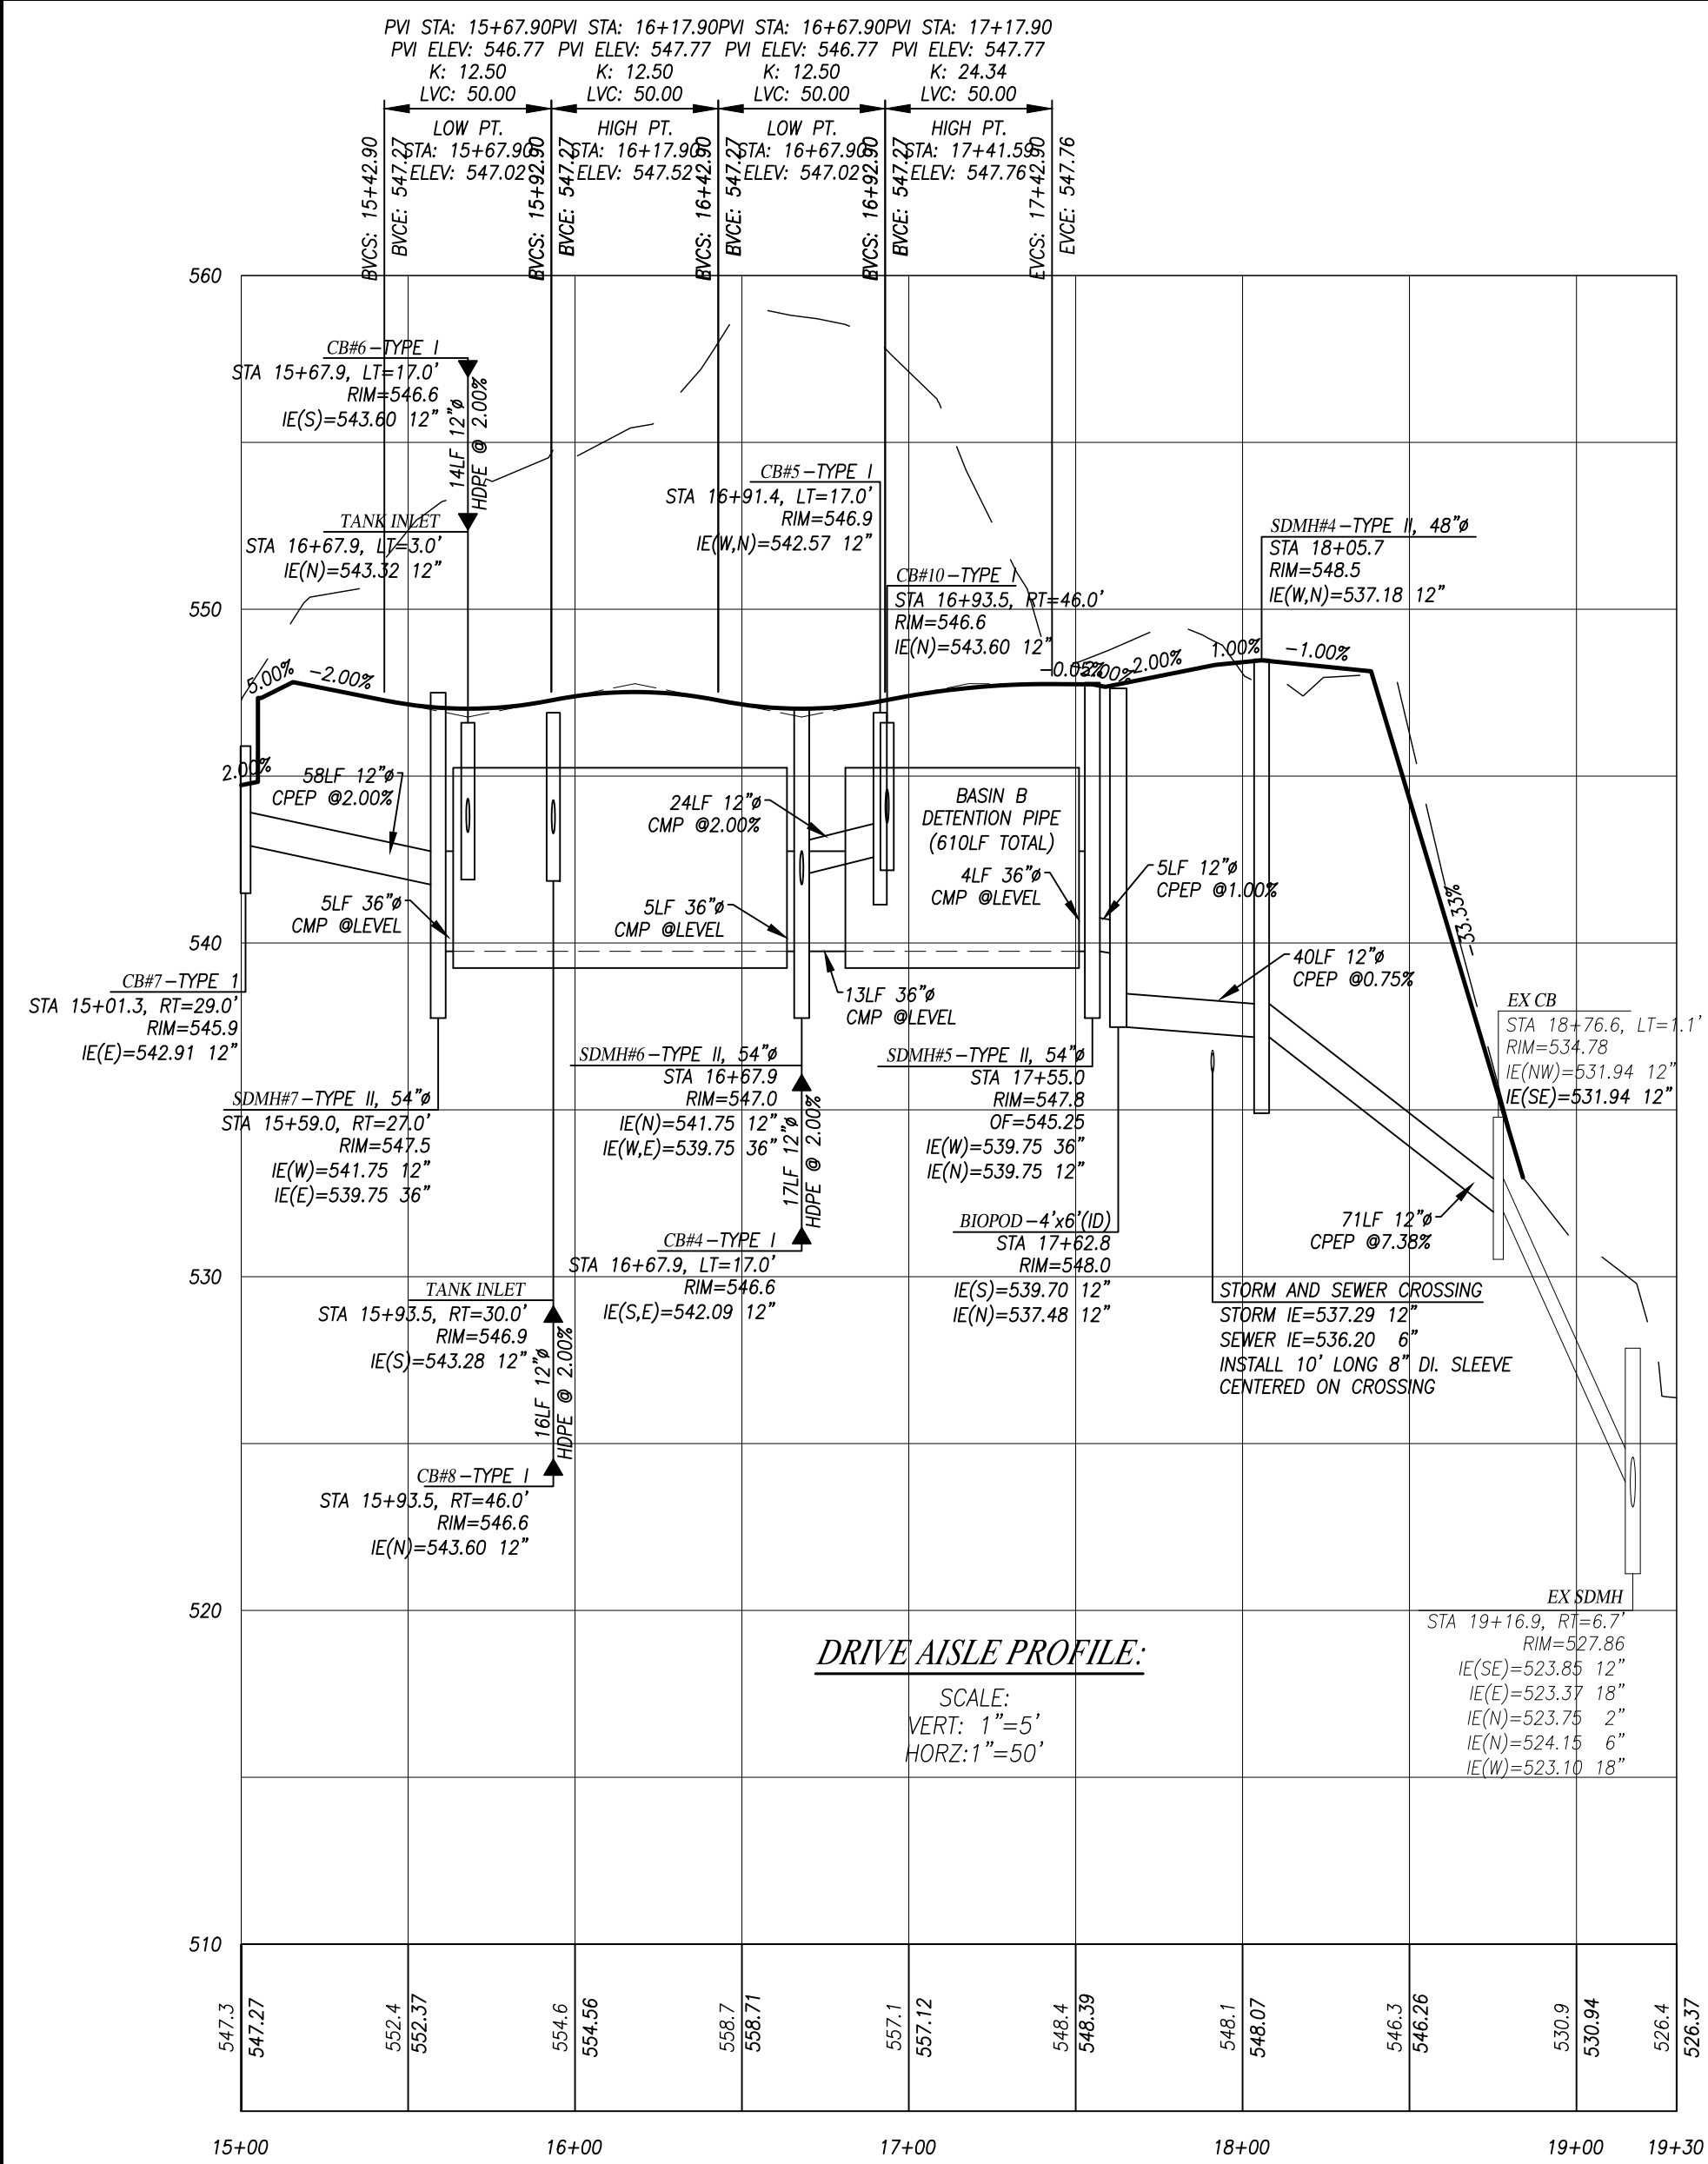 PVI STA: 15+67.90
PVI ELEV: 546.77
K: 12.50
LVC: 50.00
PVI STA: 16+17.90
PVI ELEV: 547.77
K: 12.50
LVC: 50.00
PVI STA: 16+67.90
PVI ELEV: 546.77
K: 12.50
LVC: 50.00
PVI STA: 17+17.90
PVI ELEV: 547.77
K: 24.34
LVC: 50.00
LOW PT.
STA: 15+67.90
ELEV: 547.02
HIGH PT.
STA: 16+17.90
ELEV: 547.52
LOW PT.
STA: 16+67.90
ELEV: 547.02
HIGH PT.
STA: 17+41.59
ELEV: 547.76
BVCS: 15+42.90
BVCE: 547.27
BVCS: 15+92.90
BVCE: 547.27
BVCS: 16+42.90
BVCE: 547.27
BVCS: 16+92.90
BVCE: 547.27
EVCS: 17+42.90
EVCE: 547.76
560
550
540
530
520
510
CB#6-TYPE I
STA 15+67.9, LT=17.0'
RIM=546.6
IE(S)=543.60 12"
14LF 12"ø
HDPE @ 2.00%
TANK INLET
STA 16+67.9, LT=3.0'
IE(N)=543.32 12"
CB#5-TYPE I
STA 16+91.4, LT=17.0'
RIM=546.9
IE(W,N)=542.57 12"
CB#10-TYPE I
STA 16+93.5, RT=46.0'
RIM=546.6
IE(N)=543.60 12"
SDMH#4-TYPE II, 48"ø
STA 18+05.7
RIM=548.5
IE(W,N)=537.18 12"
2.00%
5.00%
-2.00%
-0.05%
-2.00%
2.00%
1.00%
-1.00%
-33.33%
58LF 12"ø
CPEP @2.00%
24LF 12"ø
CMP @2.00%
BASIN B
DETENTION PIPE
(610LF TOTAL)
5LF 36"ø
CMP @LEVEL
5LF 36"ø
CMP @LEVEL
4LF 36"ø
CMP @LEVEL
5LF 12"ø
CPEP @1.00%
13LF 36"ø
CMP @LEVEL
40LF 12"ø
CPEP @0.75%
CB#7-TYPE 1
STA 15+01.3, RT=29.0'
RIM=545.9
IE(E)=542.91 12"
SDMH#7-TYPE II, 54"ø
STA 15+59.0, RT=27.0'
RIM=547.5
IE(W)=541.75 12"
IE(E)=539.75 36"
SDMH#6-TYPE II, 54"ø
STA 16+67.9
RIM=547.0
IE(N)=541.75 12"
IE(W,E)=539.75 36"
17LF 12"ø
HDPE @ 2.00%
CB#4-TYPE I
STA 16+67.9, LT=17.0'
RIM=546.6
IE(S,E)=542.09 12"
SDMH#5-TYPE II, 54"ø
STA 17+55.0
RIM=547.8
OF=545.25
IE(W)=539.75 36"
IE(N)=539.75 12"
BIOPOD-4'x6'(ID)
STA 17+62.8
RIM=548.0
IE(S)=539.70 12"
IE(N)=537.48 12"
EX CB
STA 18+76.6, LT=1.1'
RIM=534.78
IE(NW)=531.94 12"
IE(SE)=531.94 12"
71LF 12"ø
CPEP @7.38%
STORM AND SEWER CROSSING
STORM IE=537.29 12"
SEWER IE=536.20 6"
INSTALL 10' LONG 8" DI. SLEEVE
CENTERED ON CROSSING
TANK INLET
STA 15+93.5, RT=30.0'
RIM=546.9
IE(S)=543.28 12"
16LF 12"ø
HDPE @ 2.00%
CB#8-TYPE I
STA 15+93.5, RT=46.0'
RIM=546.6
IE(N)=543.60 12"
EX SDMH
STA 19+16.9, RT=6.7'
RIM=527.86
IE(SE)=523.85 12"
IE(E)=523.37 18"
IE(N)=523.75 2"
IE(N)=524.15 6"
IE(W)=523.10 18"
DRIVE AISLE PROFILE:
SCALE:
VERT: 1"=5'
HORZ:1"=50'
547.3
547.27
552.4
552.37
554.6
554.56
558.7
558.71
557.1
557.12
548.4
548.39
548.1
548.07
546.3
546.26
530.9
530.94
526.4
526.37
15+00
16+00
17+00
18+00
19+00
19+30